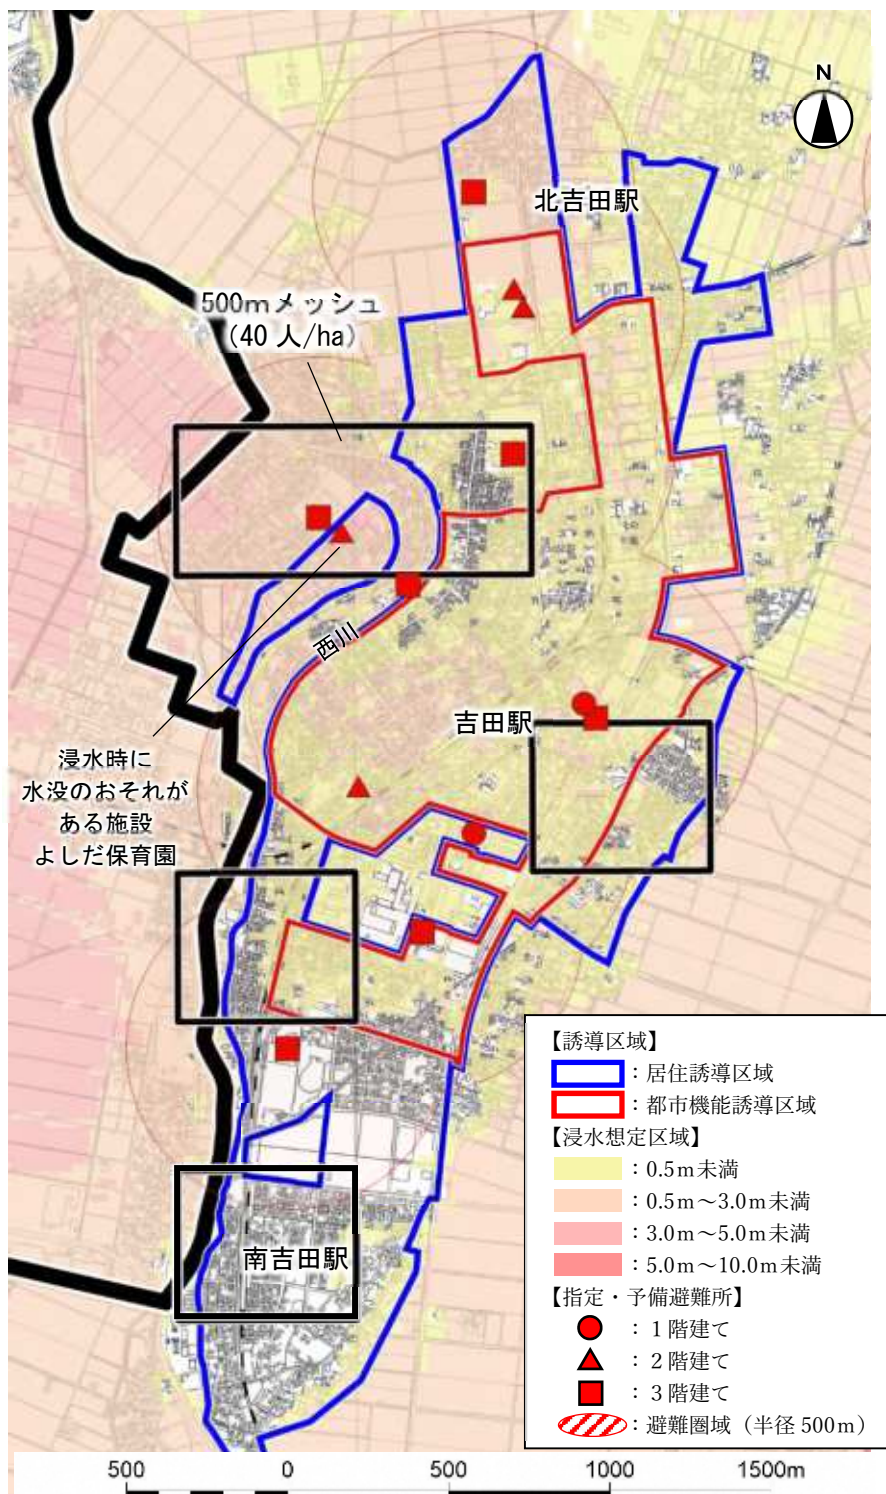 N
北吉田駅
500mメッシュ
(40 人/ha)
西川
吉田駅
浸水時に
水没のおそれが
ある施設
よしだ保育園
南吉田駅
【誘導区域】
：居住誘導区域
：都市機能誘導区域
【浸水想定区域】
：0.5m未満
：0.5m～3.0m未満
：3.0m～5.0m未満
：5.0m～10.0m未満
【指定・予備避難所】
：1階建て
：2階建て
：3階建て
：避難圏域（半径 500m）
500 0 500 1000 1500m